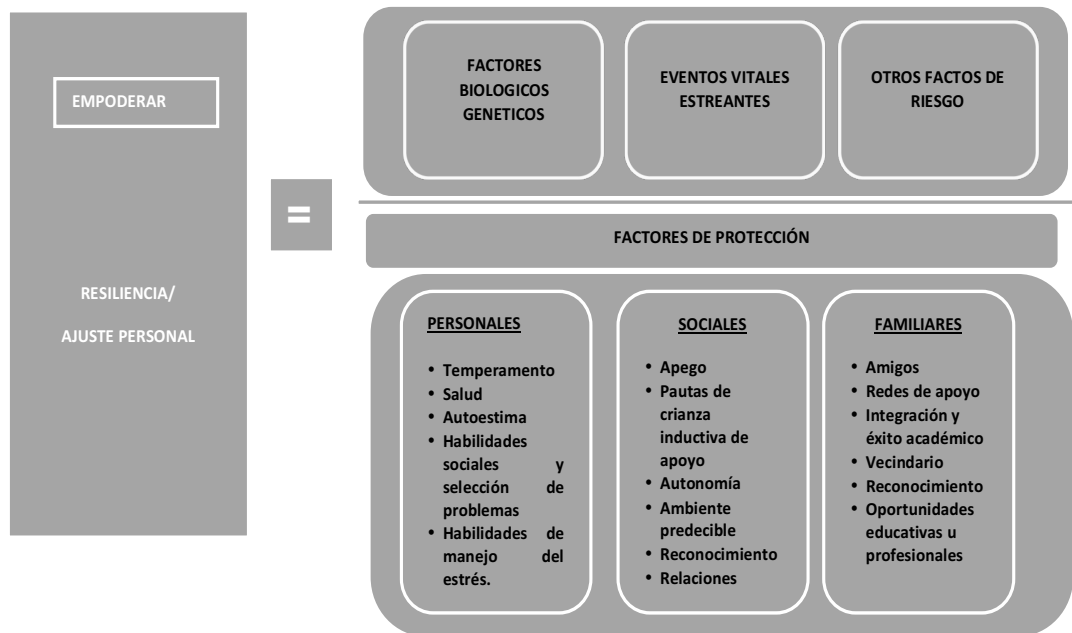 EMPODERAR
RESILIENCIA/
AJUSTE PERSONAL
=
FACTORES
BIOLOGICOS
GENETICOS
EVENTOS VITALES
ESTREANTES
OTROS FACTOS DE
RIESGO
FACTORES DE PROTECCIÓN
PERSONALES
• Temperamento
• Salud
• Autoestima
• Habilidades
sociales y
selección de
problemas
• Habilidades de
manejo del
estrés.
SOCIALES
• Apego
• Pautas de
crianza
inductiva de
apoyo
• Autonomía
• Ambiente
predecible
• Reconocimiento
• Relaciones
FAMILIARES
• Amigos
• Redes de apoyo
• Integración y
éxito académico
• Vecindario
• Reconocimiento
• Oportunidades
educativas u
profesionales